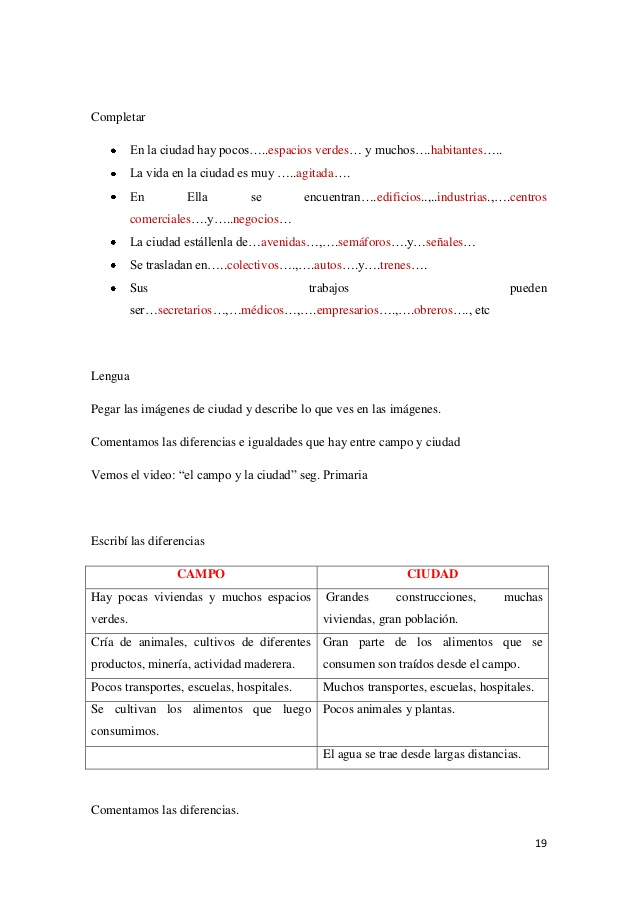 Completar
En la ciudad hay pocos…..espacios verdes… y muchos….habitantes…..
La vida en la ciudad es muy …..agitada….
En Ella se encuentran….edificios..,..industrias.,….centros
comerciales….y…..negocios…
La ciudad estállenla de…avenidas…,….semáforos….y…señales…
Se trasladan en…..colectivos….,….autos….y….trenes….
Sus trabajos pueden
ser…secretarios…,…médicos…,….empresarios….,….obreros…., etc
Lengua
Pegar las imágenes de ciudad y describe lo que ves en las imágenes.
Comentamos las diferencias e igualdades que hay entre campo y ciudad
Vemos el video: “el campo y la ciudad” seg. Primaria
Escribí las diferencias
CAMPO CIUDAD
Hay pocas viviendas y muchos espacios Grandes construcciones, muchas
verdes. viviendas, gran población.
Cría de animales, cultivos de diferentes Gran parte de los alimentos que se
productos, minería, actividad maderera. consumen son traídos desde el campo.
Pocos transportes, escuelas, hospitales. Muchos transportes, escuelas, hospitales.
Se cultivan los alimentos que luego Pocos animales y plantas.
consumimos.
El agua se trae desde largas distancias.
Comentamos las diferencias.
19